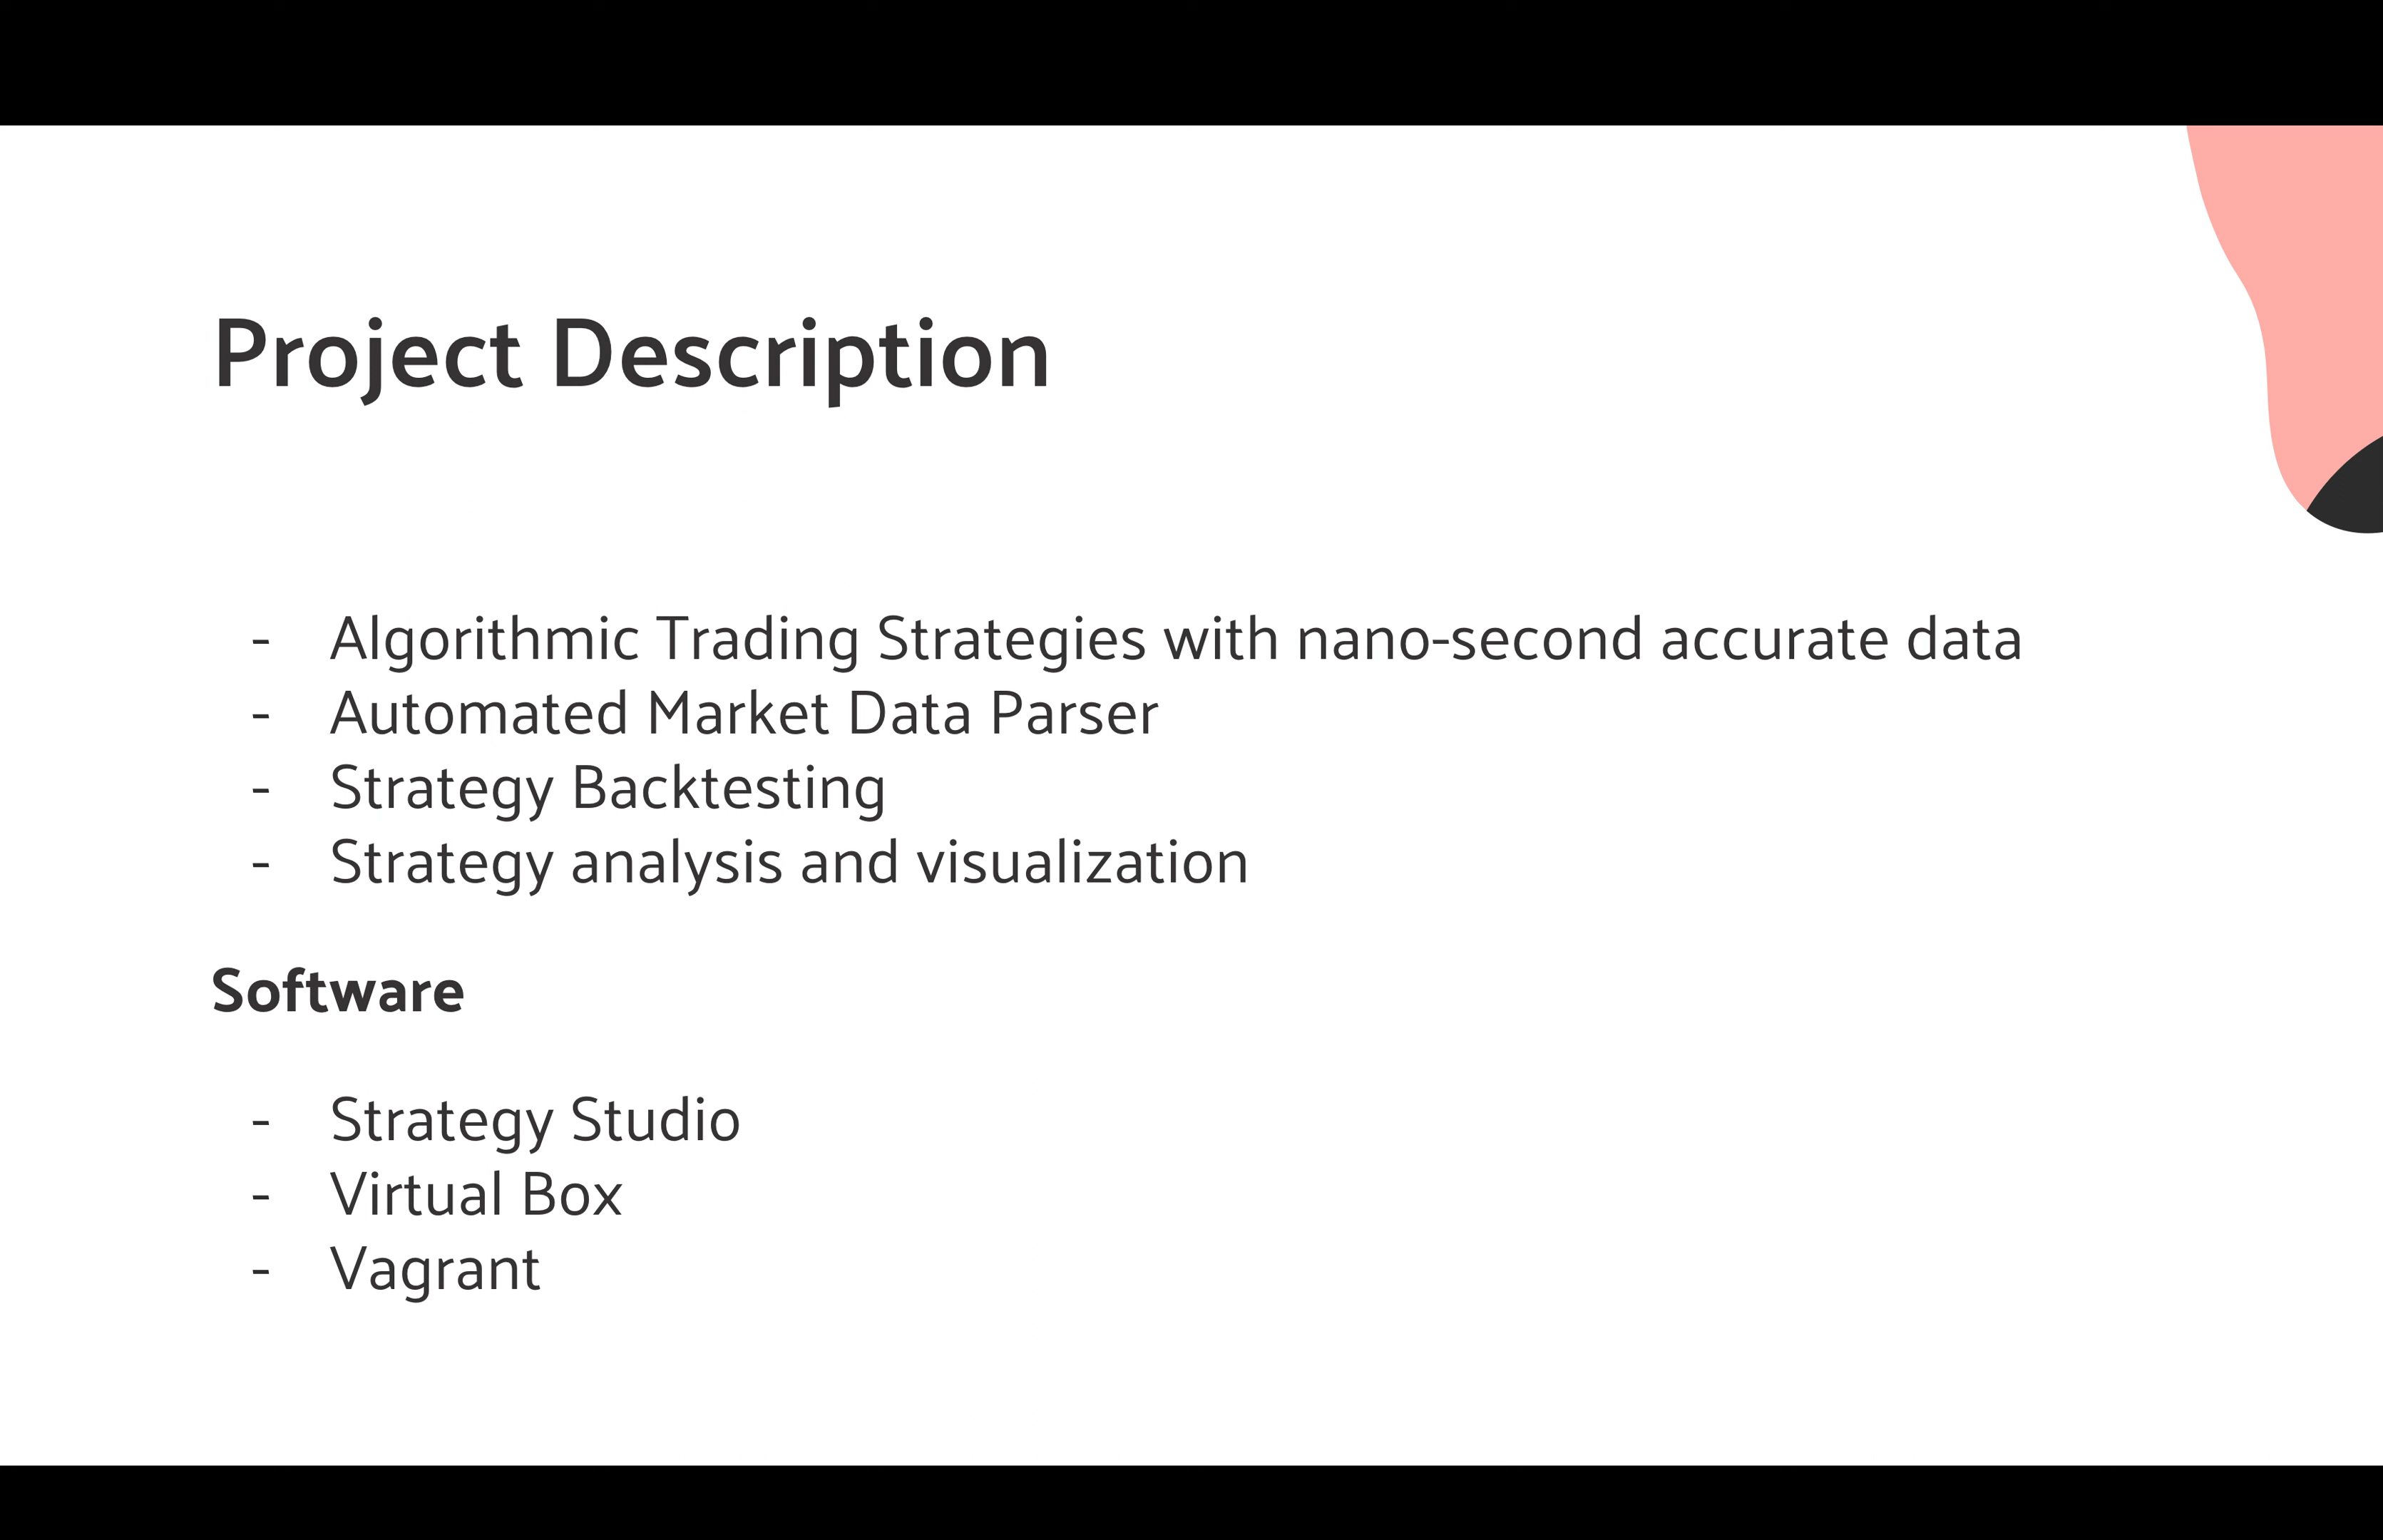 Project Description
- Algorithmic Trading Strategies with nano-second accurate data
- Automated Market Data Parser
- Strategy Backtesting
- Strategy analysis and visualization
Software
- Strategy Studio
- Virtual Box
- Vagrant